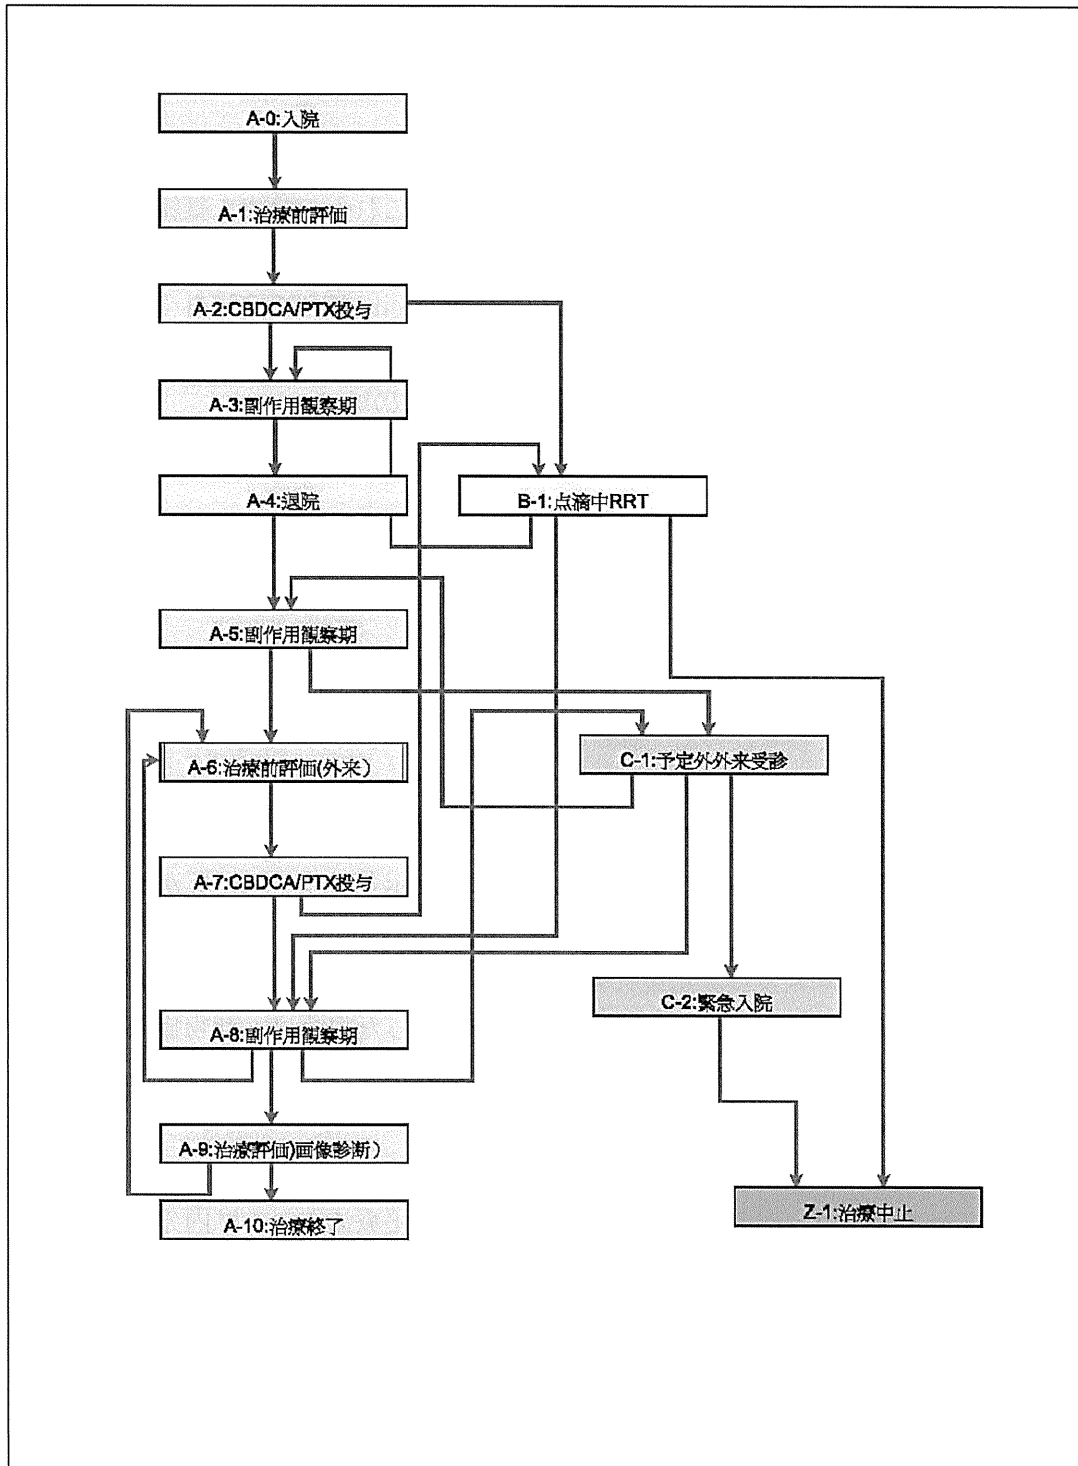 A-0:入院
A-1:治療前評価
A-2:CBDCA/PTX投与
A-3:副作用観察期
A-4:退院
B-1:点滴中RRT
A-5:副作用観察期
C-1:予定外外来受診
A-6:治療前評価(外来）
A-7:CBDCA/PTX投与
C-2:緊急入院
A-8:副作用観察期
A-9:治療評価)画像診断）
A-10:治療終了
Z-1:治療中止